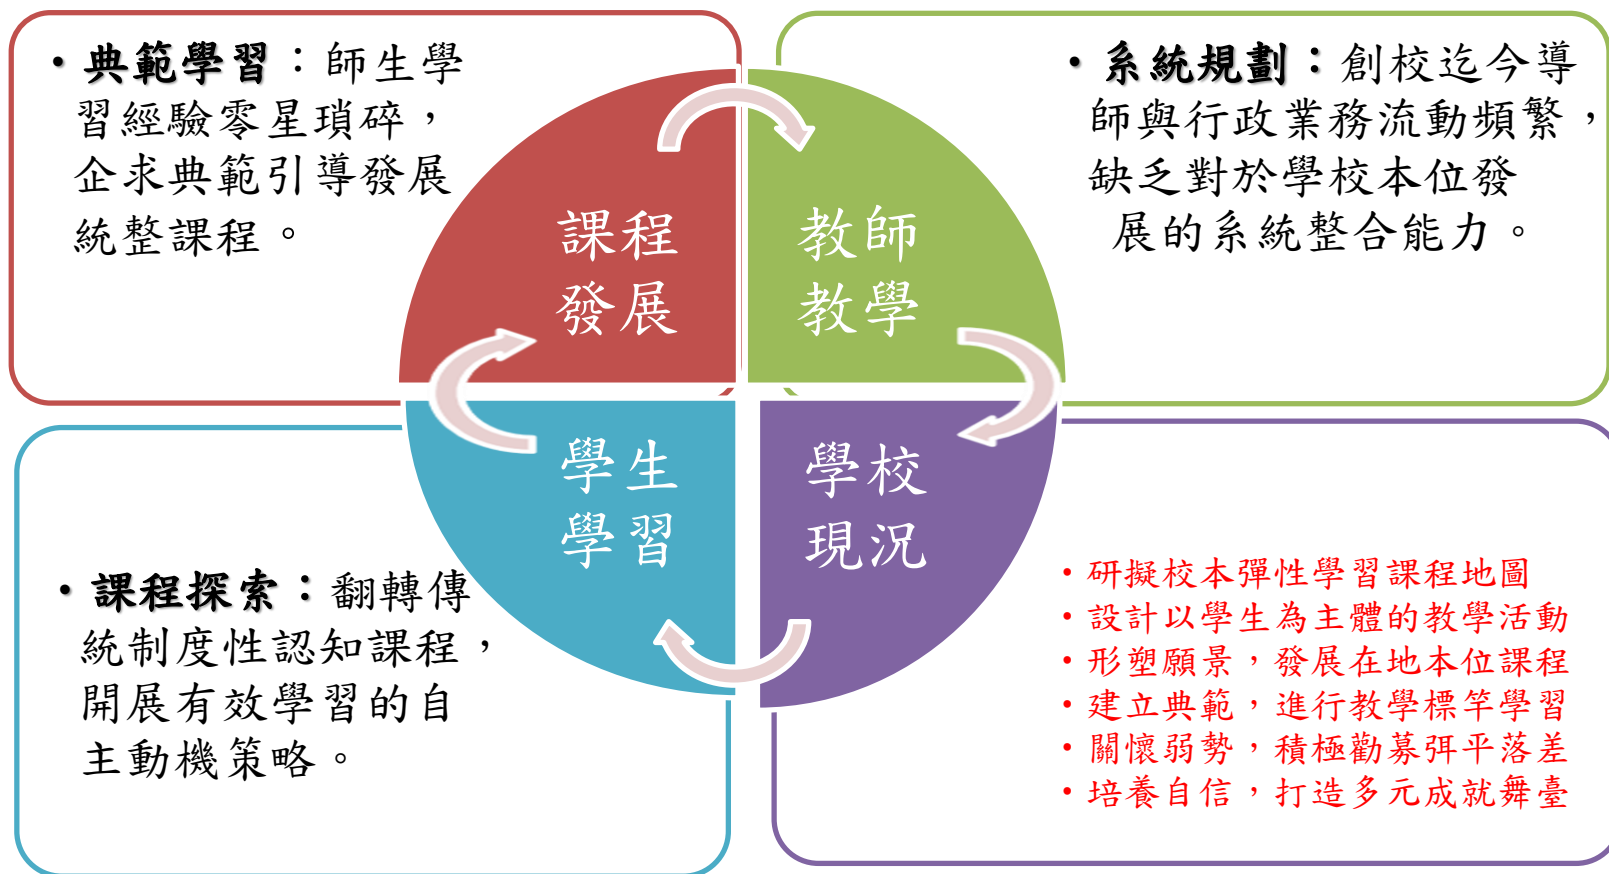 • 典範學習：師生學
習經驗零星瑣碎，
企求典範引導發展
統整課程。
• 系統規劃：創校迄今導
師與行政業務流動頻繁，
缺乏對於學校本位發
展的系統整合能力。
課程
發展
教師
教學
學生
學習
學校
現況
• 課程探索：翻轉傳
統制度性認知課程，
開展有效學習的自
主動機策略。
• 研擬校本彈性學習課程地圖
• 設計以學生為主體的教學活動
• 形塑願景，發展在地本位課程
• 建立典範，進行教學標竿學習
• 關懷弱勢，積極勸募弭平落差
• 培養自信，打造多元成就舞臺